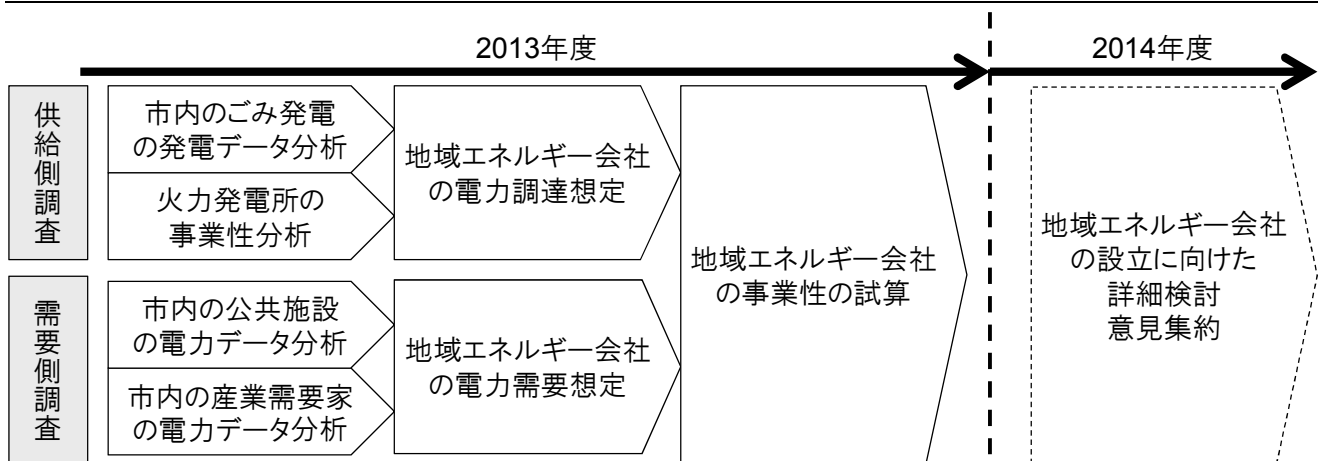 2013年度
2014年度
供給側調査
市内のごみ発電
の発電データ分析
火力発電所の
事業性分析
地域エネルギー会社
の電力調達想定
需要側調査
市内の公共施設
の電力データ分析
市内の産業需要家
の電力データ分析
地域エネルギー会社
の電力需要想定
地域エネルギー会社
の事業性の試算
地域エネルギー会社
の設立に向けた
詳細検討
意見集約